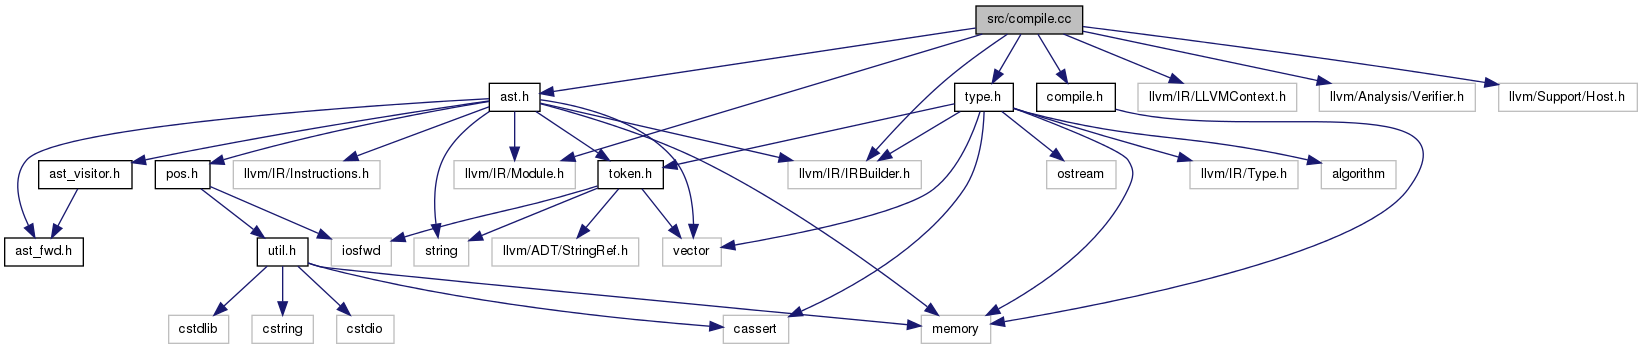 src/compile.cc
ast.h
type.h
compile.h
llvm/IR/LLVMContext.h
llvm/Analysis/Verifier.h
llvm/Support/Host.h
ast_visitor.h
pos.h
llvm/IR/Instructions.h
llvm/IR/Module.h
token.h
llvm/IR/IRBuilder.h
ostream
llvm/IR/Type.h
algorithm
ast_fwd.h
util.h
iosfwd
string
llvm/ADT/StringRef.h
vector
cstdlib
cstring
cstdio
cassert
memory